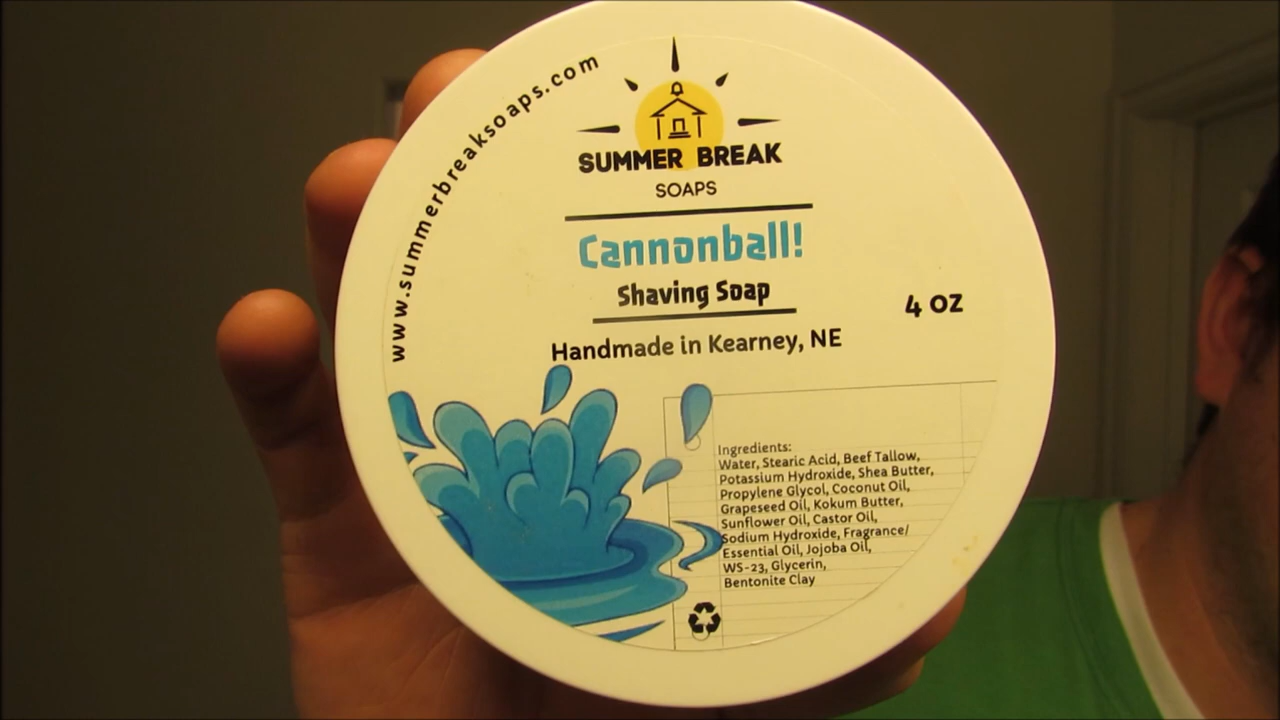 www.summerbreaksoaps.com
SUMMER BREAK
SOAPS
Cannonball!
Shaving Soap
4 oz
Handmade in Kearney, NE
Ingredients:
Water, Stearic Acid, Beef Tallow,
Potassium Hydroxide, Shea Butter,
Propylene Glycol, Coconut Oil,
Grapeseed Oil, Kokum Butter,
Sunflower Oil, Castor Oil,
Sodium Hydroxide, Fragrance/
Essential Oil, Jojoba Oil,
WS-23, Glycerin,
Bentonite Clay